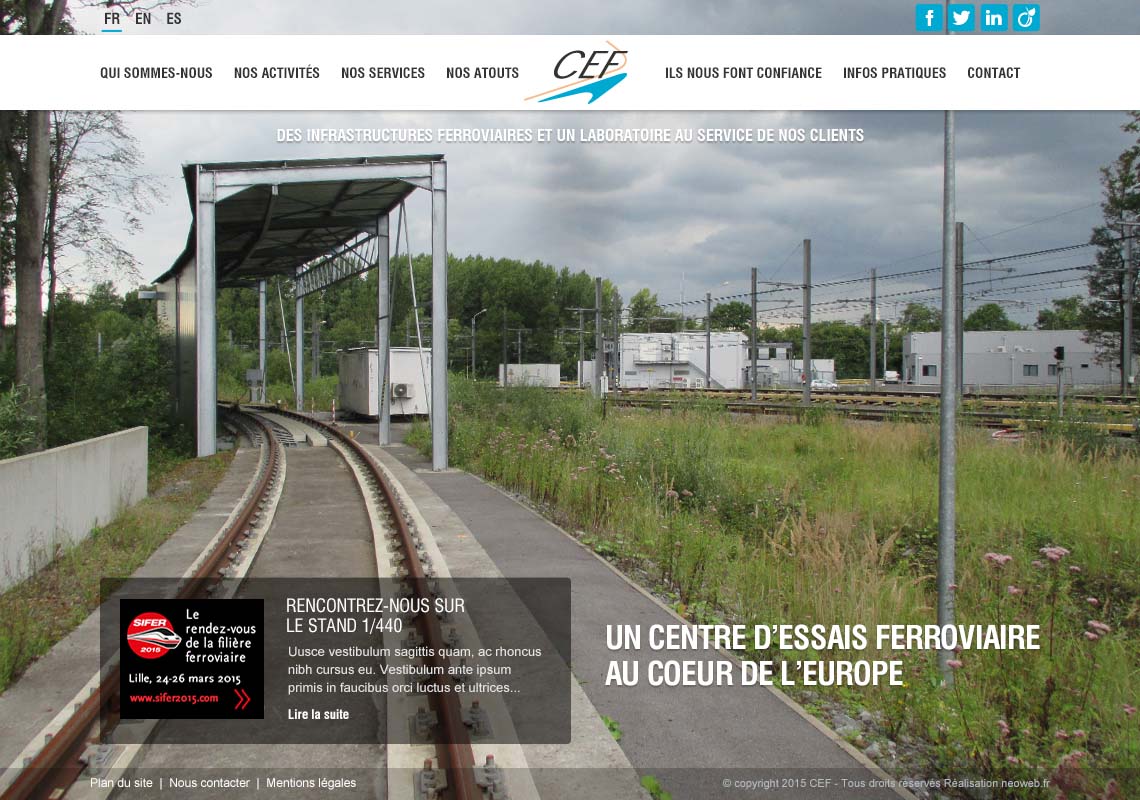 FR EN ES
QUI SOMMES-NOUS NOS ACTIVITÉS NOS SERVICES NOS ATOUTS CEF ILS NOUS FONT CONFIANCE INFOS PRATIQUES CONTACT
DES INFRASTRUCTURES FERROVIAIRES ET UN LABORATOIRE AU SERVICE DE NOS CLIENTS
SIFER
2015
Le
rendez-vous
de la filière
ferroviaire
Lille, 24-26 mars 2015
www.sifer2015.com
RENCONTREZ-NOUS SUR
LE STAND 1/440
Uusce vestibulum sagittis quam, ac rhoncus
nibh cursus eu. Vestibulum ante ipsum
primis in faucibus orci luctus et ultrices...
Lire la suite
UN CENTRE D’ESSAIS FERROVIAIRE
AU COEUR DE L’EUROPE
Plan du site | Nous contacter | Mentions légales
© copyright 2015 CEF - Tous droits réservés Réalisation neoweb.fr